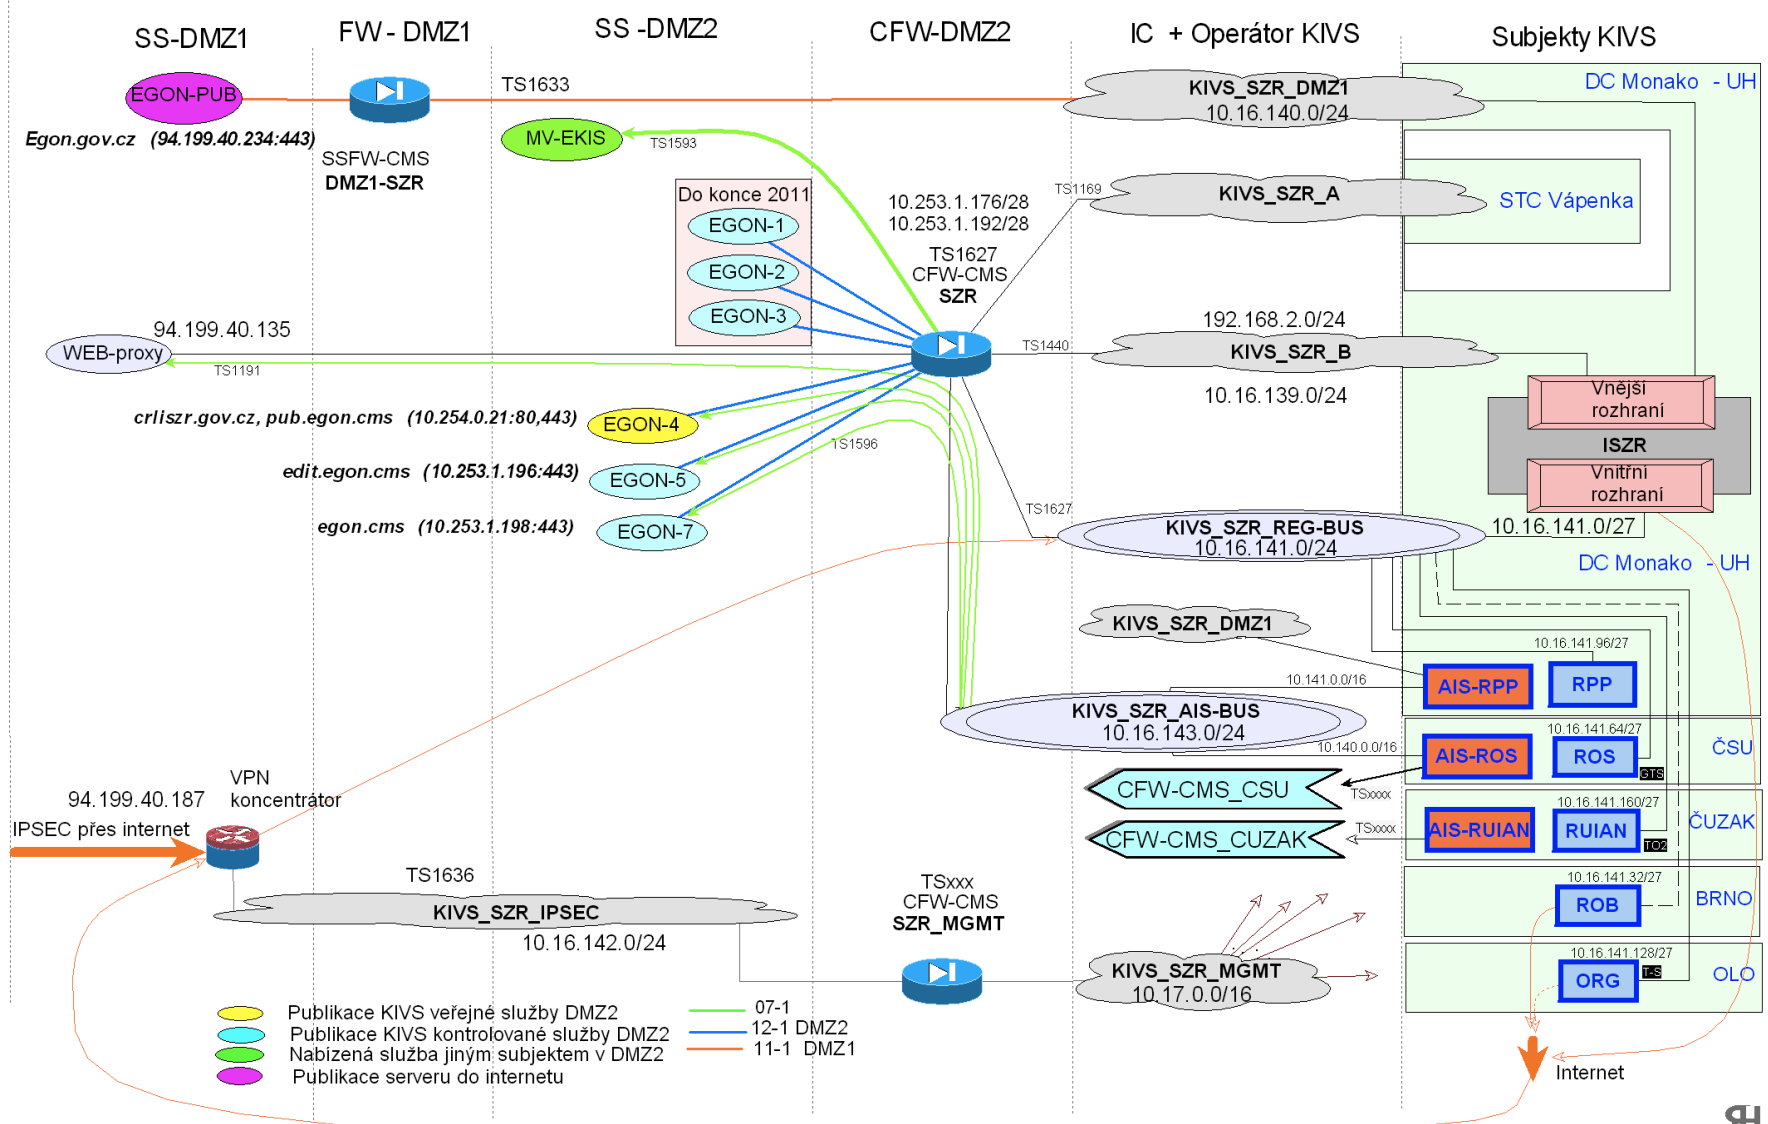 SS-DMZ1
FW - DMZ1
SS -DMZ2
CFW-DMZ2
IC + Operátor KIVS
Subjekty KIVS
EGON-PUB
Egon.gov.cz (94.199.40.234:443)
SSFW-CMS
DMZ1-SZR
TS1633
MV-EKIS
TS1593
KIVS_SZR_DMZ1
10.16.140.0/24
DC Monako - UH
Do konce 2011
EGON-1
EGON-2
EGON-3
10.253.1.176/28
10.253.1.192/28
TS1627
CFW-CMS
SZR
TS1169
KIVS_SZR_A
STC Vápenka
94.199.40.135
WEB-proxy
TS1191
TS1440
192.168.2.0/24
KIVS_SZR_B
10.16.139.0/24
Vnější
rozhraní
ISZR
Vnitřní
rozhraní
crliszr.gov.cz, pub.egon.cms (10.254.0.21:80,443)
EGON-4
TS1596
edit.egon.cms (10.253.1.196:443)
EGON-5
egon.cms (10.253.1.198:443)
EGON-7
TS1627
KIVS_SZR_REG-BUS
10.16.141.0/24
10.16.141.0/27
DC Monako - UH
KIVS_SZR_DMZ1
10.16.141.96/27
10.141.0.0/16
AIS-RPP
RPP
KIVS_SZR_AIS-BUS
10.16.143.0/24
10.140.0.0/16
10.16.141.64/27
AIS-ROS
ROS
GTS
ČSU
CFW-CMS_CSU
TSxxxx
10.16.141.160/27
AIS-RUIAN
RUIAN
TO2
ČUZAK
CFW-CMS_CUZAK
TSxxxx
VPN
koncentrátor
94.199.40.187
IPSEC přes internet
TS1636
KIVS_SZR_IPSEC
10.16.142.0/24
TSxxx
CFW-CMS
SZR_MGMT
KIVS_SZR_MGMT
10.17.0.0/16
10.16.141.32/27
ROB
BRNO
10.16.141.128/27
ORG
T-S
OLO
Internet
Publikace KIVS veřejné služby DMZ2
Publikace KIVS kontrolované služby DMZ2
Nabízená služba jiným subjektem v DMZ2
Publikace serveru do internetu
07-1
12-1 DMZ2
11-1 DMZ1